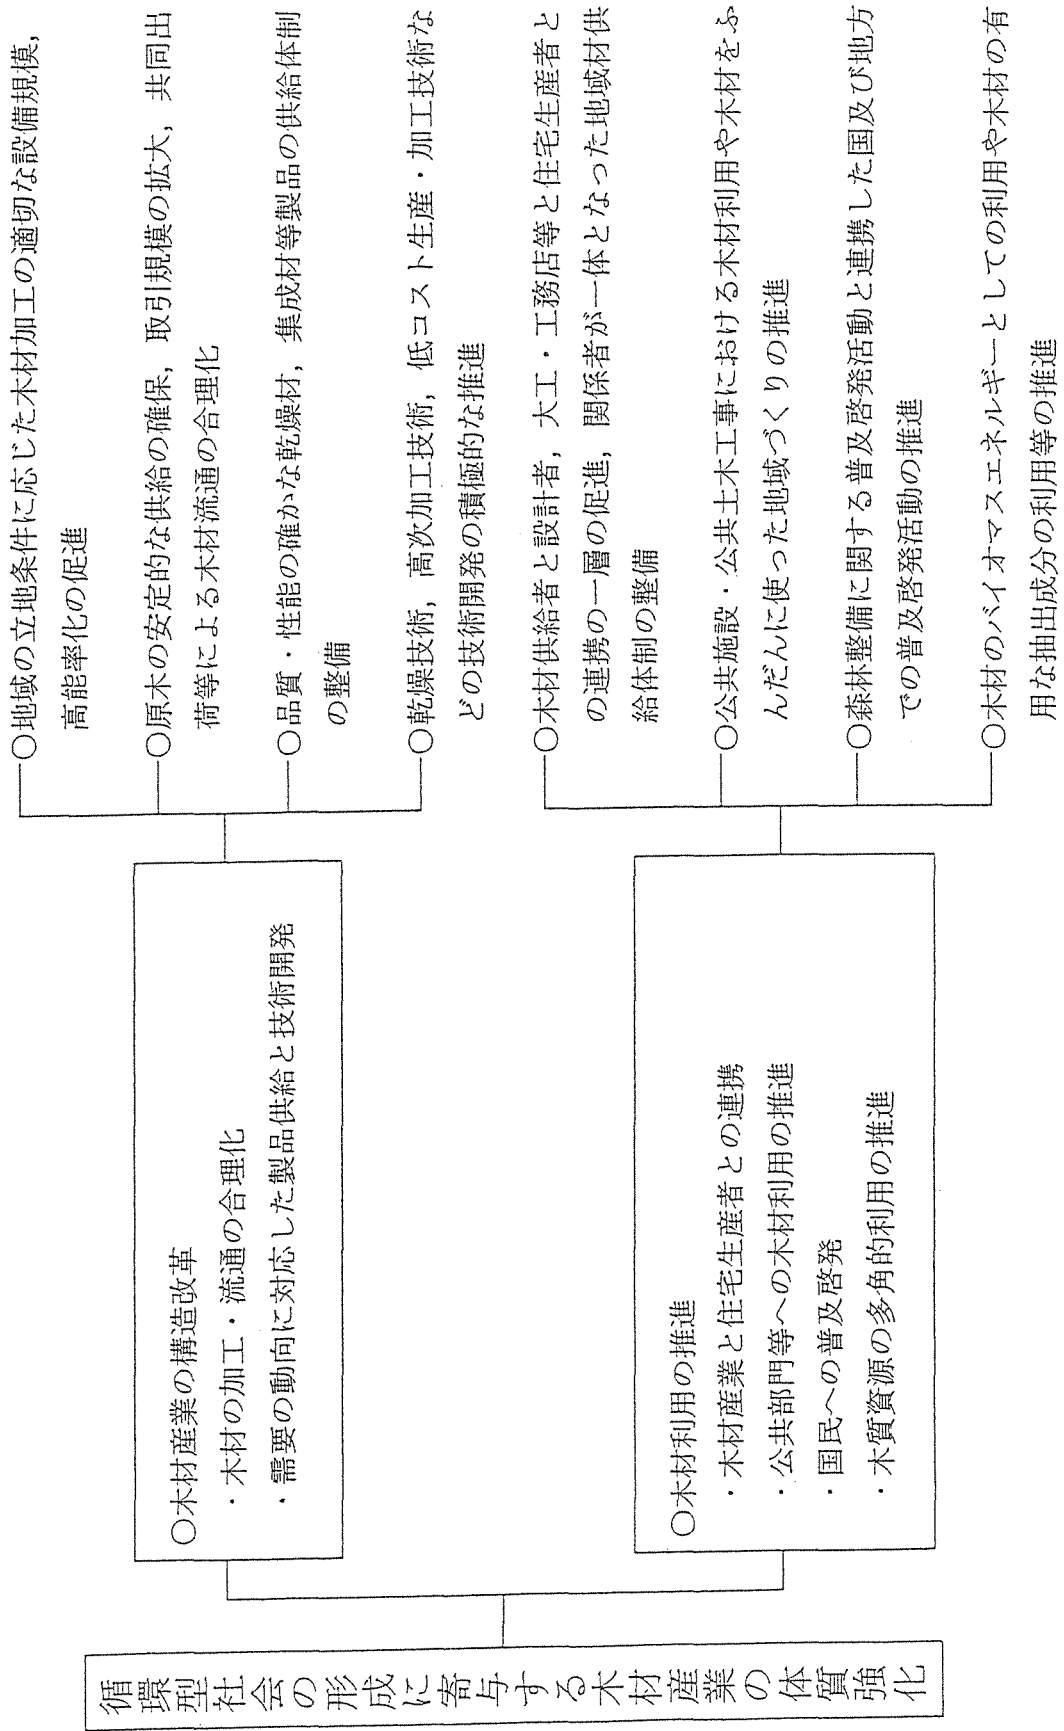 循環型社会の形成に寄与する木材産業の体質強化
○木材産業の構造改革
・木材の加工・流通の合理化
・需要の動向に対応した製品供給と技術開発
○木材利用の推進
・木材産業と住宅生産者との連携
・公共部門等への木材利用の推進
・国民への普及啓発
・木質資源の多角的利用の推進
○地域の立地条件に応じた木材加工の適切な設備規模，
高能率化の促進
○原木の安定的な供給の確保，取引規模の拡大，共同出
荷等による木材流通の合理化
○品質・性能の確かな乾燥材，集成材等製品の供給体制
の整備
○乾燥技術，高次加工技術，低コスト生産・加工技術な
どの技術開発の積極的な推進
○木材供給者と設計者，大工・工務店等と住宅生産者と
の連携の一層の促進，関係者が一体となった地域材供
給体制の整備
○公共施設・公共土木工事における木材利用や木材をふ
んだんに使った地域づくりの推進
○森林整備に関する普及啓発活動と連携した国及び地方
での普及啓発活動の推進
○木材のバイオマスエネルギーとしての利用や木材の有
用な抽出成分の利用等の推進